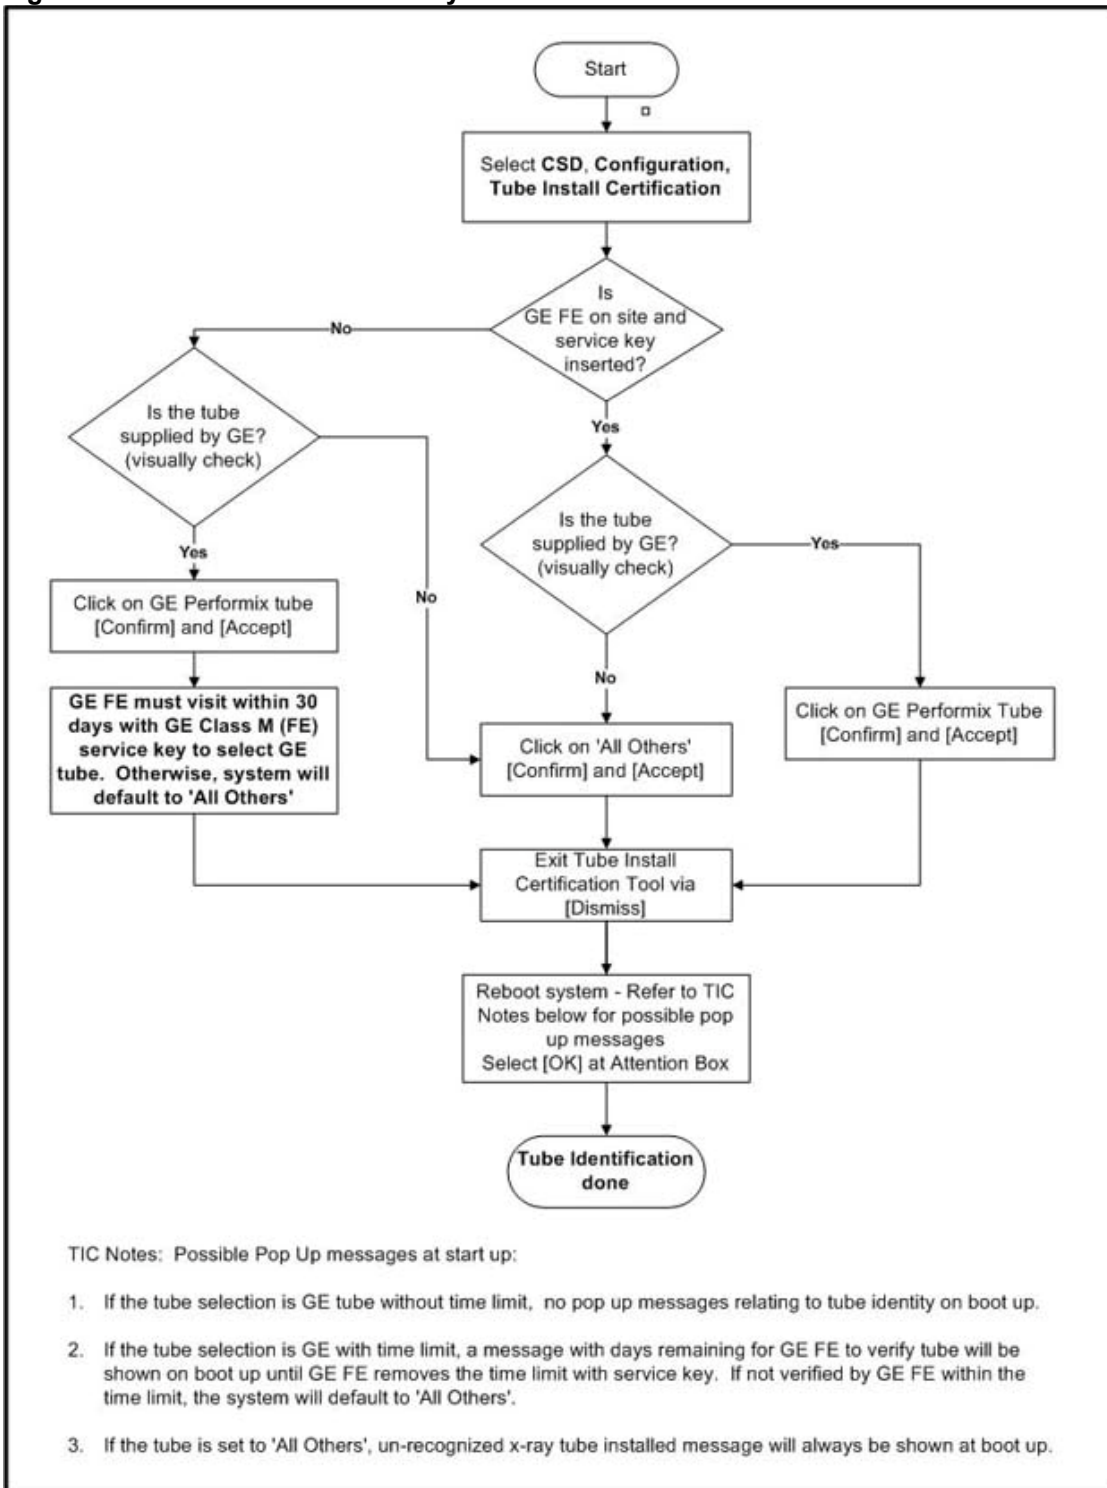 Start
Select CSD, Configuration,
Tube Install Certification
Is
GE FE on site and
service key
inserted?
No
Yes
Is the tube
supplied by GE?
(visually check)
Yes
No
Is the tube
supplied by GE?
(visually check)
Yes
No
Click on GE Performix tube
[Confirm] and [Accept]
GE FE must visit within 30
days with GE Class M (FE)
service key to select GE
tube. Otherwise, system will
default to 'All Others'
Click on 'All Others'
[Confirm] and [Accept]
Click on GE Performix Tube
[Confirm] and [Accept]
Exit Tube Install
Certification Tool via
[Dismiss]
Reboot system - Refer to TIC
Notes below for possible pop
up messages
Select [OK] at Attention Box
Tube Identification
done
TIC Notes: Possible Pop Up messages at start up:
1. If the tube selection is GE tube without time limit, no pop up messages relating to tube identity on boot up.
2. If the tube selection is GE with time limit, a message with days remaining for GE FE to verify tube will be
shown on boot up until GE FE removes the time limit with service key. If not verified by GE FE within the
time limit, the system will default to 'All Others'.
3. If the tube is set to 'All Others', un-recognized x-ray tube installed message will always be shown at boot up.